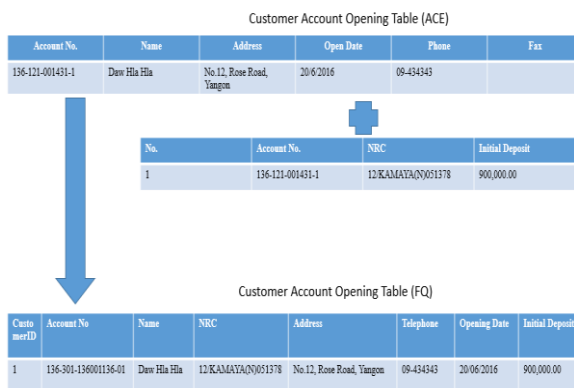 Customer Account Opening Table (ACE)
Account No. Name Address Open Date Phone Fax
136-121-001431-1 Daw Hla Hla No.12, Rose Road, 20/6/2016 09-434343
Yangon
No. Account No. NRC Initial Deposit
1 136-121-001431-1 12/KAMAYA(N)051378 900,000.00
Customer Account Opening Table (FQ)
Custo Account No Name NRC Address Telephone Opening Date Initial Deposit
merID
1 136-301-136001136-01 Daw Hla Hla 12/KAMAYA(N)051378 No.12, Rose Road, Yangon 09-434343 20/06/2016 900,000.00